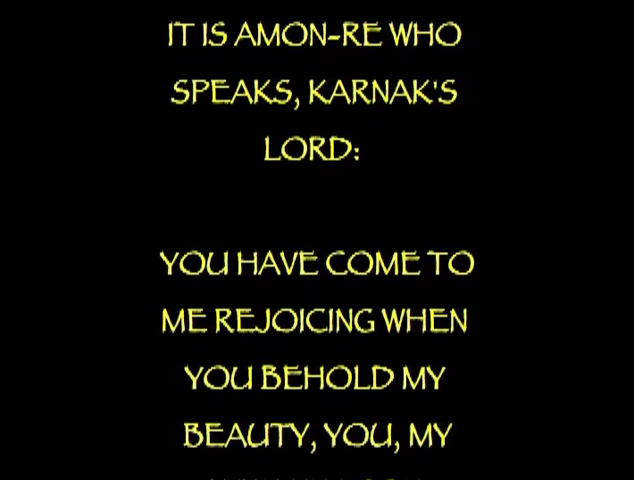 IT IS AMON-RE WHO
SPEAKS, KARNAK'S
LORD:
YOU HAVE COME TO
ME REJOICING WHEN
YOU BEHOLD MY
BEAUTY, YOU, MY